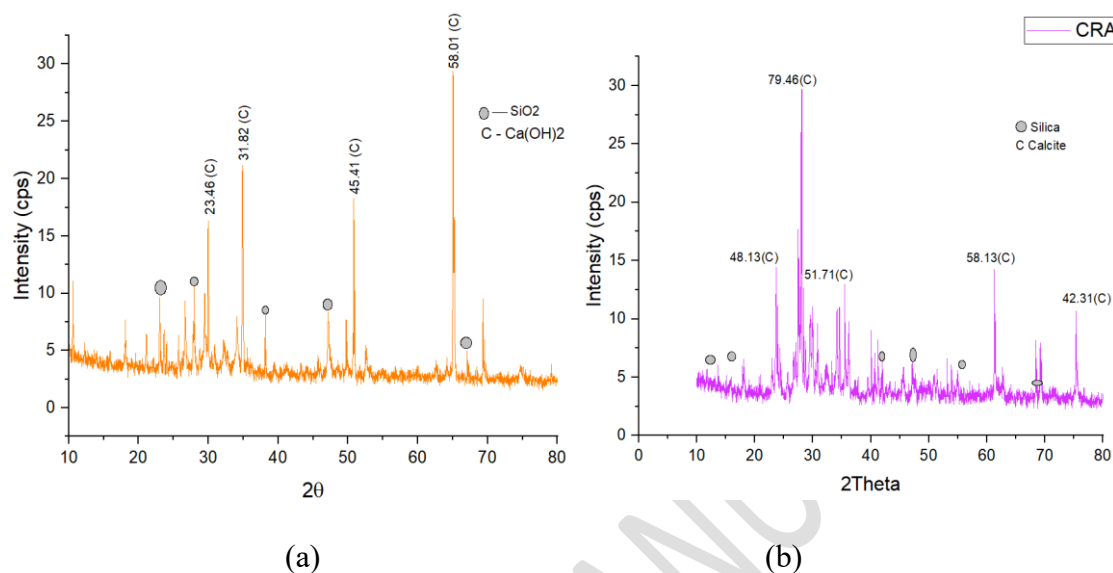 58.01 (C)
31.82 (C)
45.41 (C)
23.46 (C)
SiO2
C - Ca(OH)2
Intensity (cps)
30
25
20
15
10
5
0
10 20 30 40 50 60 70 80
2θ
(a)
CRA
79.46(C)
Silica
C Calcite
48.13(C)
51.71(C)
58.13(C)
42.31(C)
Intensity (cps)
30
25
20
15
10
5
0
0 10 20 30 40 50 60 70 80
2Theta
(b)